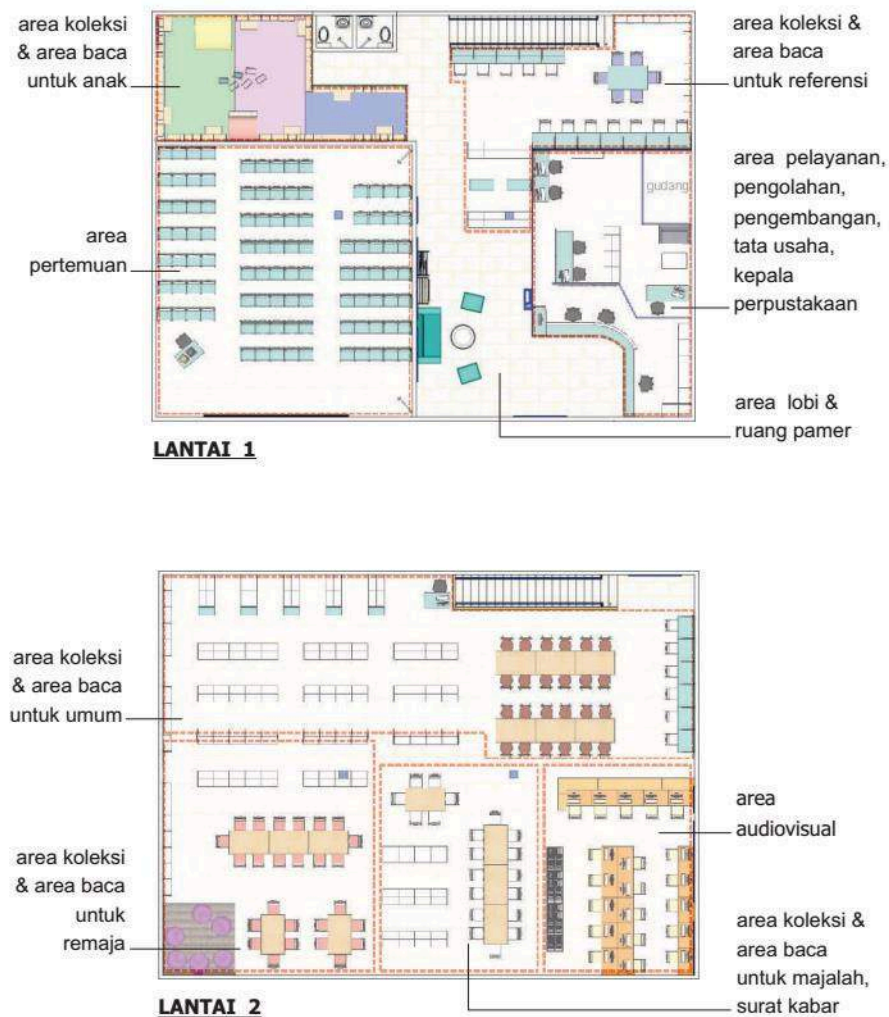 area koleksi
& area baca
untuk anak
area koleksi &
area baca
untuk referensi
area pelayanan,
pengolahan,
pengembangan,
tata usaha,
kepala
perpustakaan
gudang
area
pertemuan
area lobi &
ruang pamer
LANTAI 1
area koleksi
& area baca
untuk umum
area
audiovisual
area koleksi
& area baca
untuk
remaja
area koleksi &
area baca
untuk majalah,
surat kabar
LANTAI 2